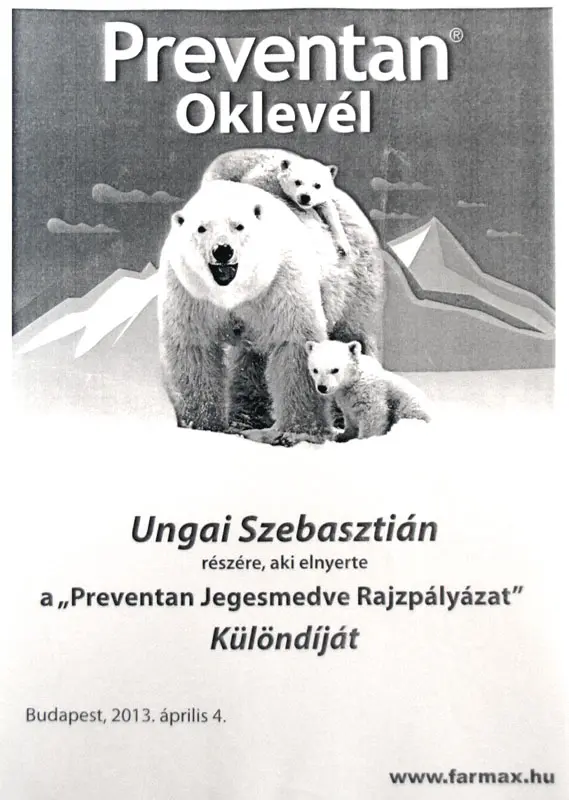 Preventan®
Oklevél
Ungai Szebasztián
részére, aki elnyerte
a „Preventan Jegesmedve Rajzpályázat”
Különdíját
Budapest, 2013. április 4.
www.farmax.hu